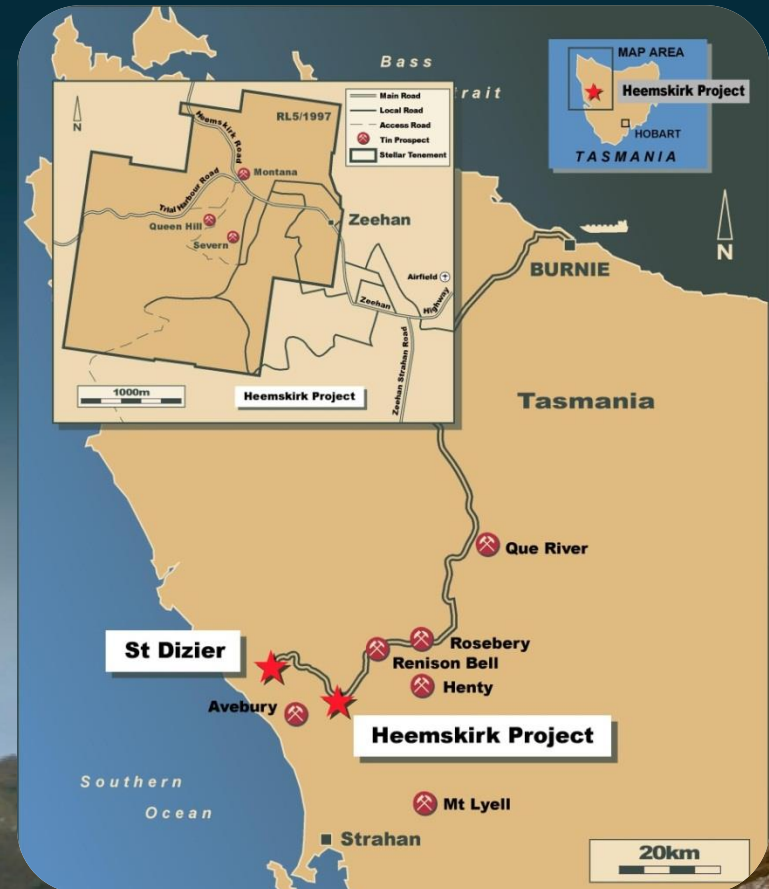 Bass
rait
MAP AREA
Heemskirk Project
HOBART
TASMANIA
N
RL5/1997
Main Road
Local Road
Access Road
Tin Prospect
Stellar Tenement
Heemskirk Road
Montana
Trial Harbour Road
Queen Hill
Severn
Zeehan
Airfield
Zeehan
Highway
Zeehan Strahan Road
1000m
Heemskirk Project
N
BURNIE
Tasmania
Que River
St Dizier
Rosebery
Renison Bell
Henty
Avebury
Heemskirk Project
Southern
Ocean
Mt Lyell
Strahan
20km